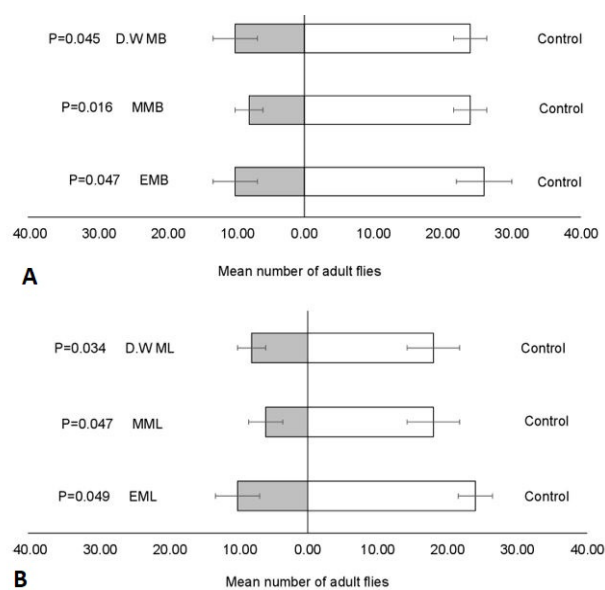 P=0.045 D.W MB Control
P=0.016 MMB Control
P=0.047 EMB Control
40.00 30.00 20.00 10.00 0.00 10.00 20.00 30.00 40.00
Mean number of adult flies
A
P=0.034 D.W ML Control
P=0.047 MML Control
P=0.049 EML Control
40.00 30.00 20.00 10.00 0.00 10.00 20.00 30.00 40.00
Mean number of adult flies
B